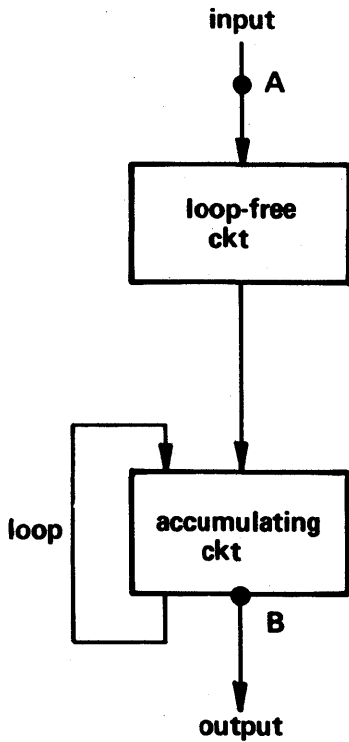 input
A
loop-free
ckt
loop
accumulating
ckt
B
output